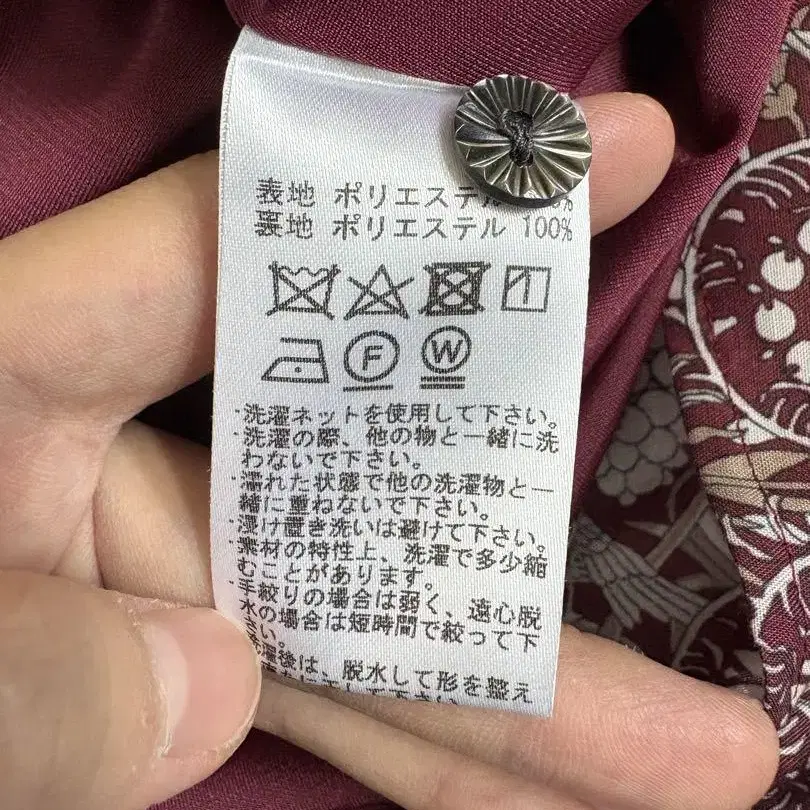 表地 ポリエステル
裏地 ポリエステル 100%
F
W
・洗濯ネットを使用して下さい。
・洗濯の際、他の物と一緒に洗
わないで下さい。
・濡れた状態で他の洗濯物と一
緒に重ねないで下さい。
・浸け置き洗いは避けて下さい。
・素材の特性上、洗濯で多少縮
むことがあります。
・手絞りの場合は弱く、遠心脱
水の場合は短時間で絞って下
さい。
洗濯後は、脱水して形を整え